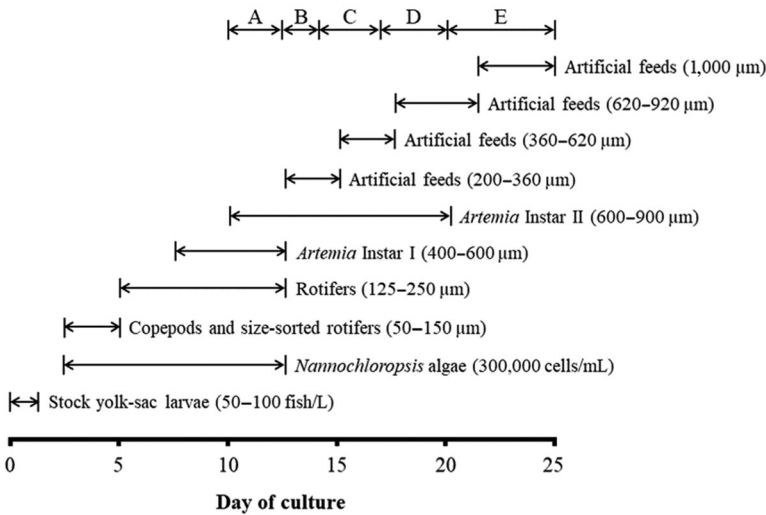 A B C D E
Artificial feeds (1,000 µm)
Artificial feeds (620–920 µm)
Artificial feeds (360–620 µm)
Artificial feeds (200–360 µm)
Artemia Instar II (600–900 µm)
Artemia Instar I (400–600 µm)
Rotifers (125–250 µm)
Copepods and size-sorted rotifers (50–150 µm)
Nannochloropsis algae (300,000 cells/mL)
Stock yolk-sac larvae (50–100 fish/L)
0 5 10 15 20 25
Day of culture